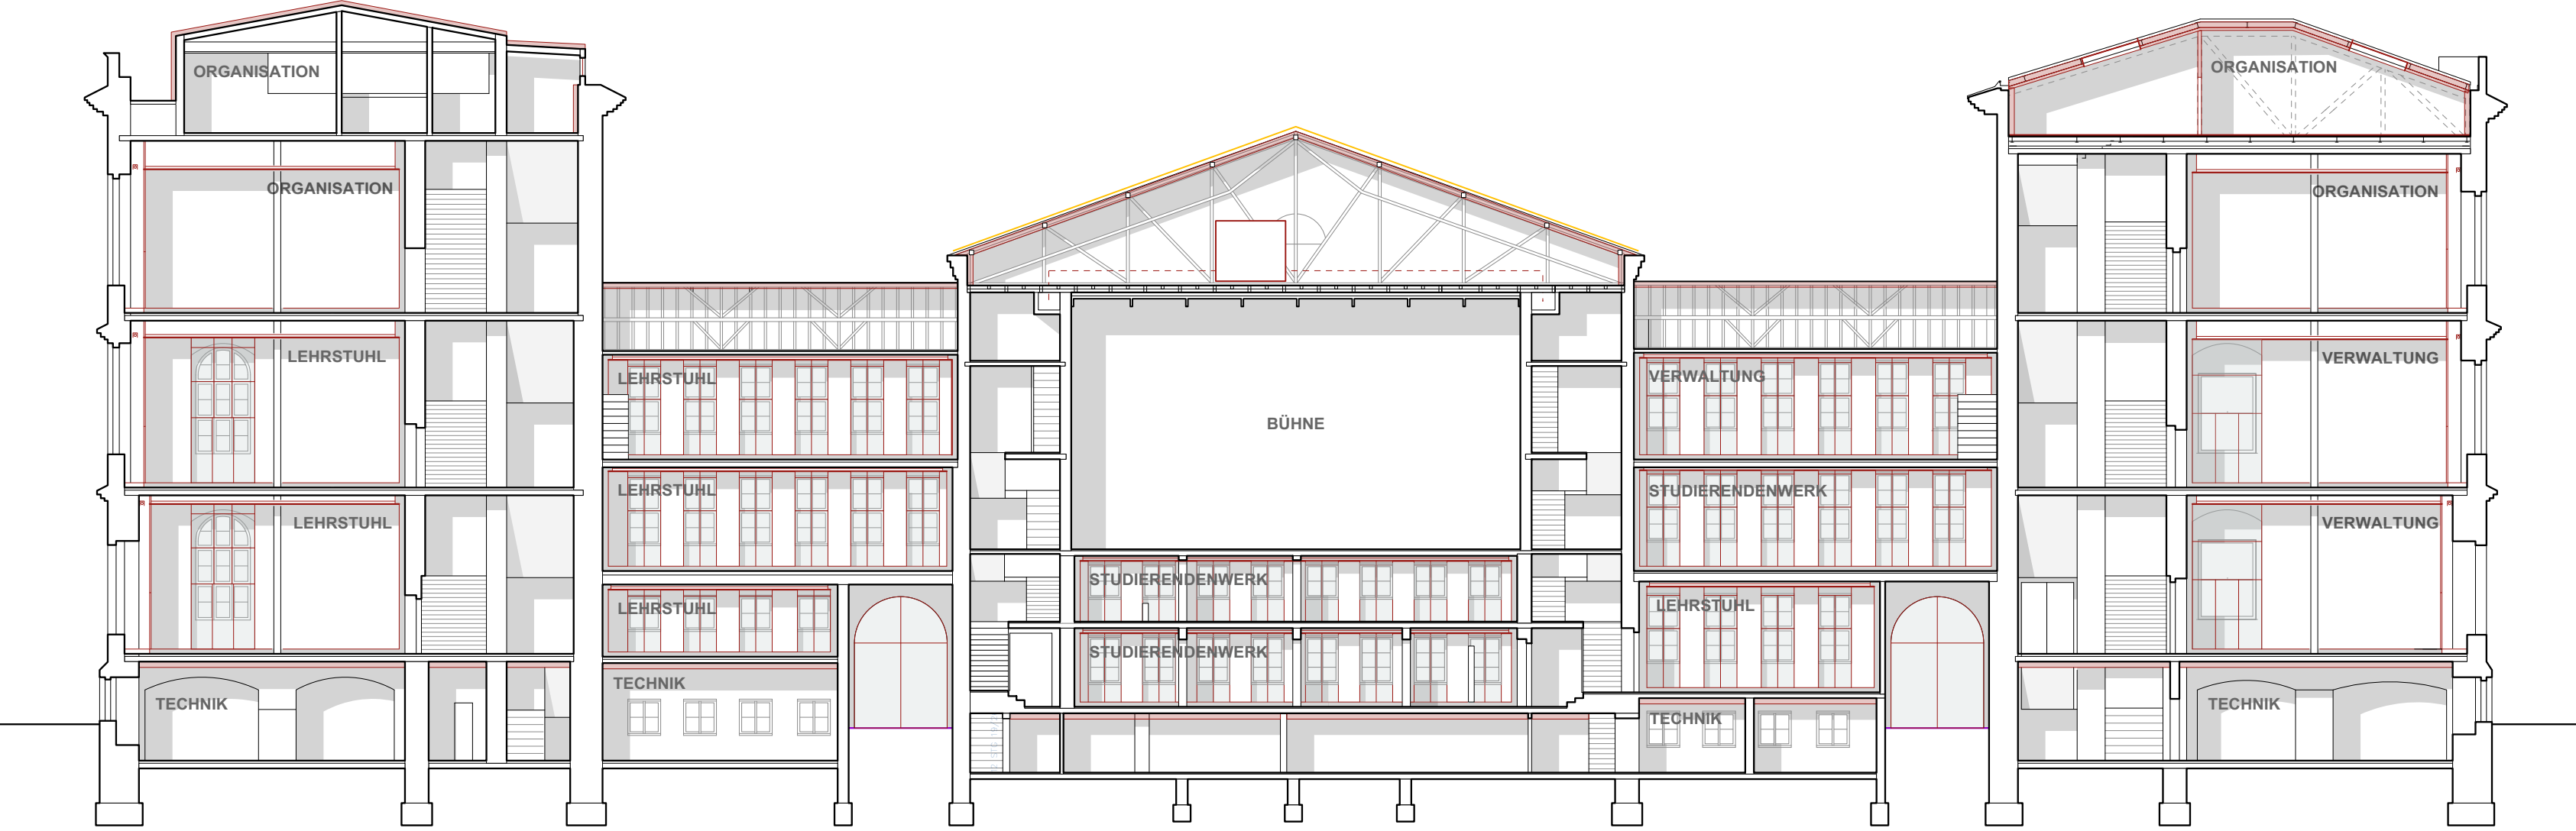 ORGANISATION
ORGANISATION
LEHRSTUHL
LEHRSTUHL
TECHNIK
LEHRSTUHL
LEHRSTUHL
LEHRSTUHL
TECHNIK
BÜHNE
STUDIERENDENWERK
STUDIERENDENWERK
VERWALTUNG
STUDIERENDENWERK
LEHRSTUHL
TECHNIK
ORGANISATION
ORGANISATION
VERWALTUNG
VERWALTUNG
TECHNIK